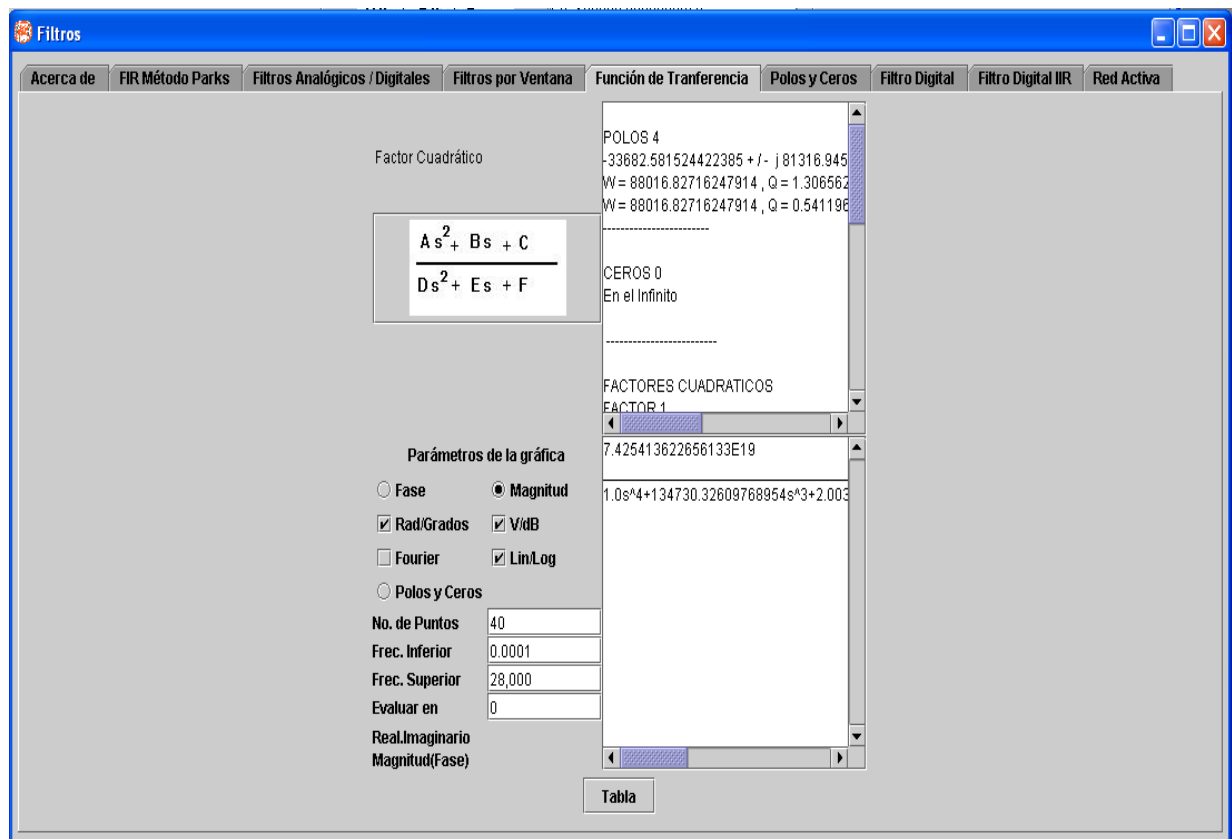 Filtros
Acerca de
FIR Método Parks
Filtros Analógicos / Digitales
Filtros por Ventana
Función de Tranferencia
Polos y Ceros
Filtro Digital
Filtro Digital IIR
Red Activa
Factor Cuadrático
As2+ Bs + C
Ds2+ Es + F
POLOS 4
-33682.581524422385 + / - j 81316.945
W = 88016.82716247914 , Q = 1.306562
W = 88016.82716247914 , Q = 0.541196
------------------------
CEROS 0
En el Infinito
-------------------------
FACTORES CUADRATICOS
FACTOR 1
Parámetros de la gráfica
Fase
Magnitud
Rad/Grados
V/dB
Fourier
Lin/Log
Polos y Ceros
No. de Puntos
40
Frec. Inferior
0.0001
Frec. Superior
28,000
Evaluar en
0
Real.Imaginario
Magnitud(Fase)
7.425413622656133E19
1.0s^4+134730.32609768954s^3+2.003
Tabla